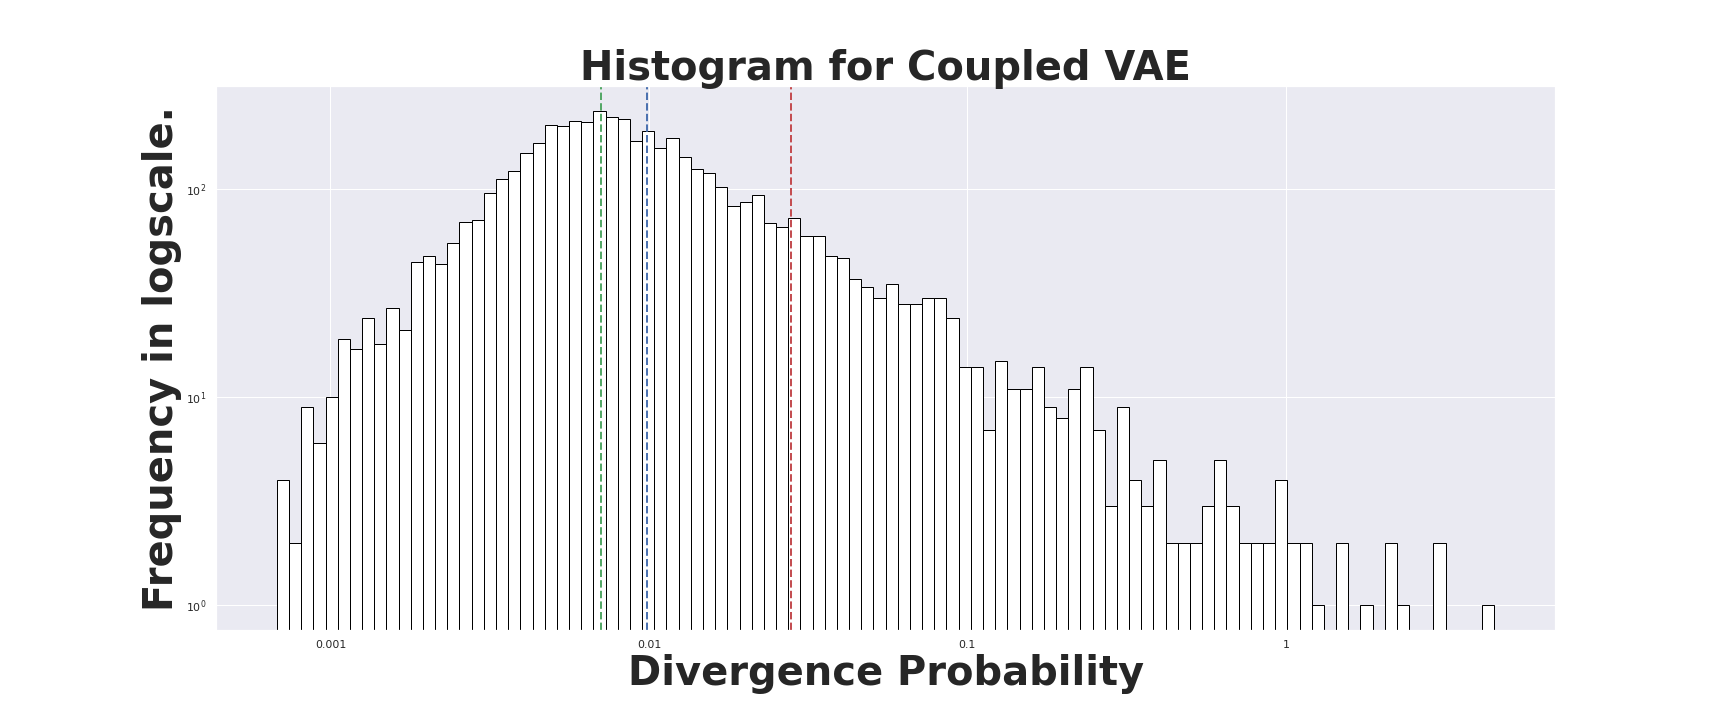 Histogram for Coupled VAE
Frequency in logscale.
10²
10¹
10⁰
0.001 0.01 0.1 1
Divergence Probability